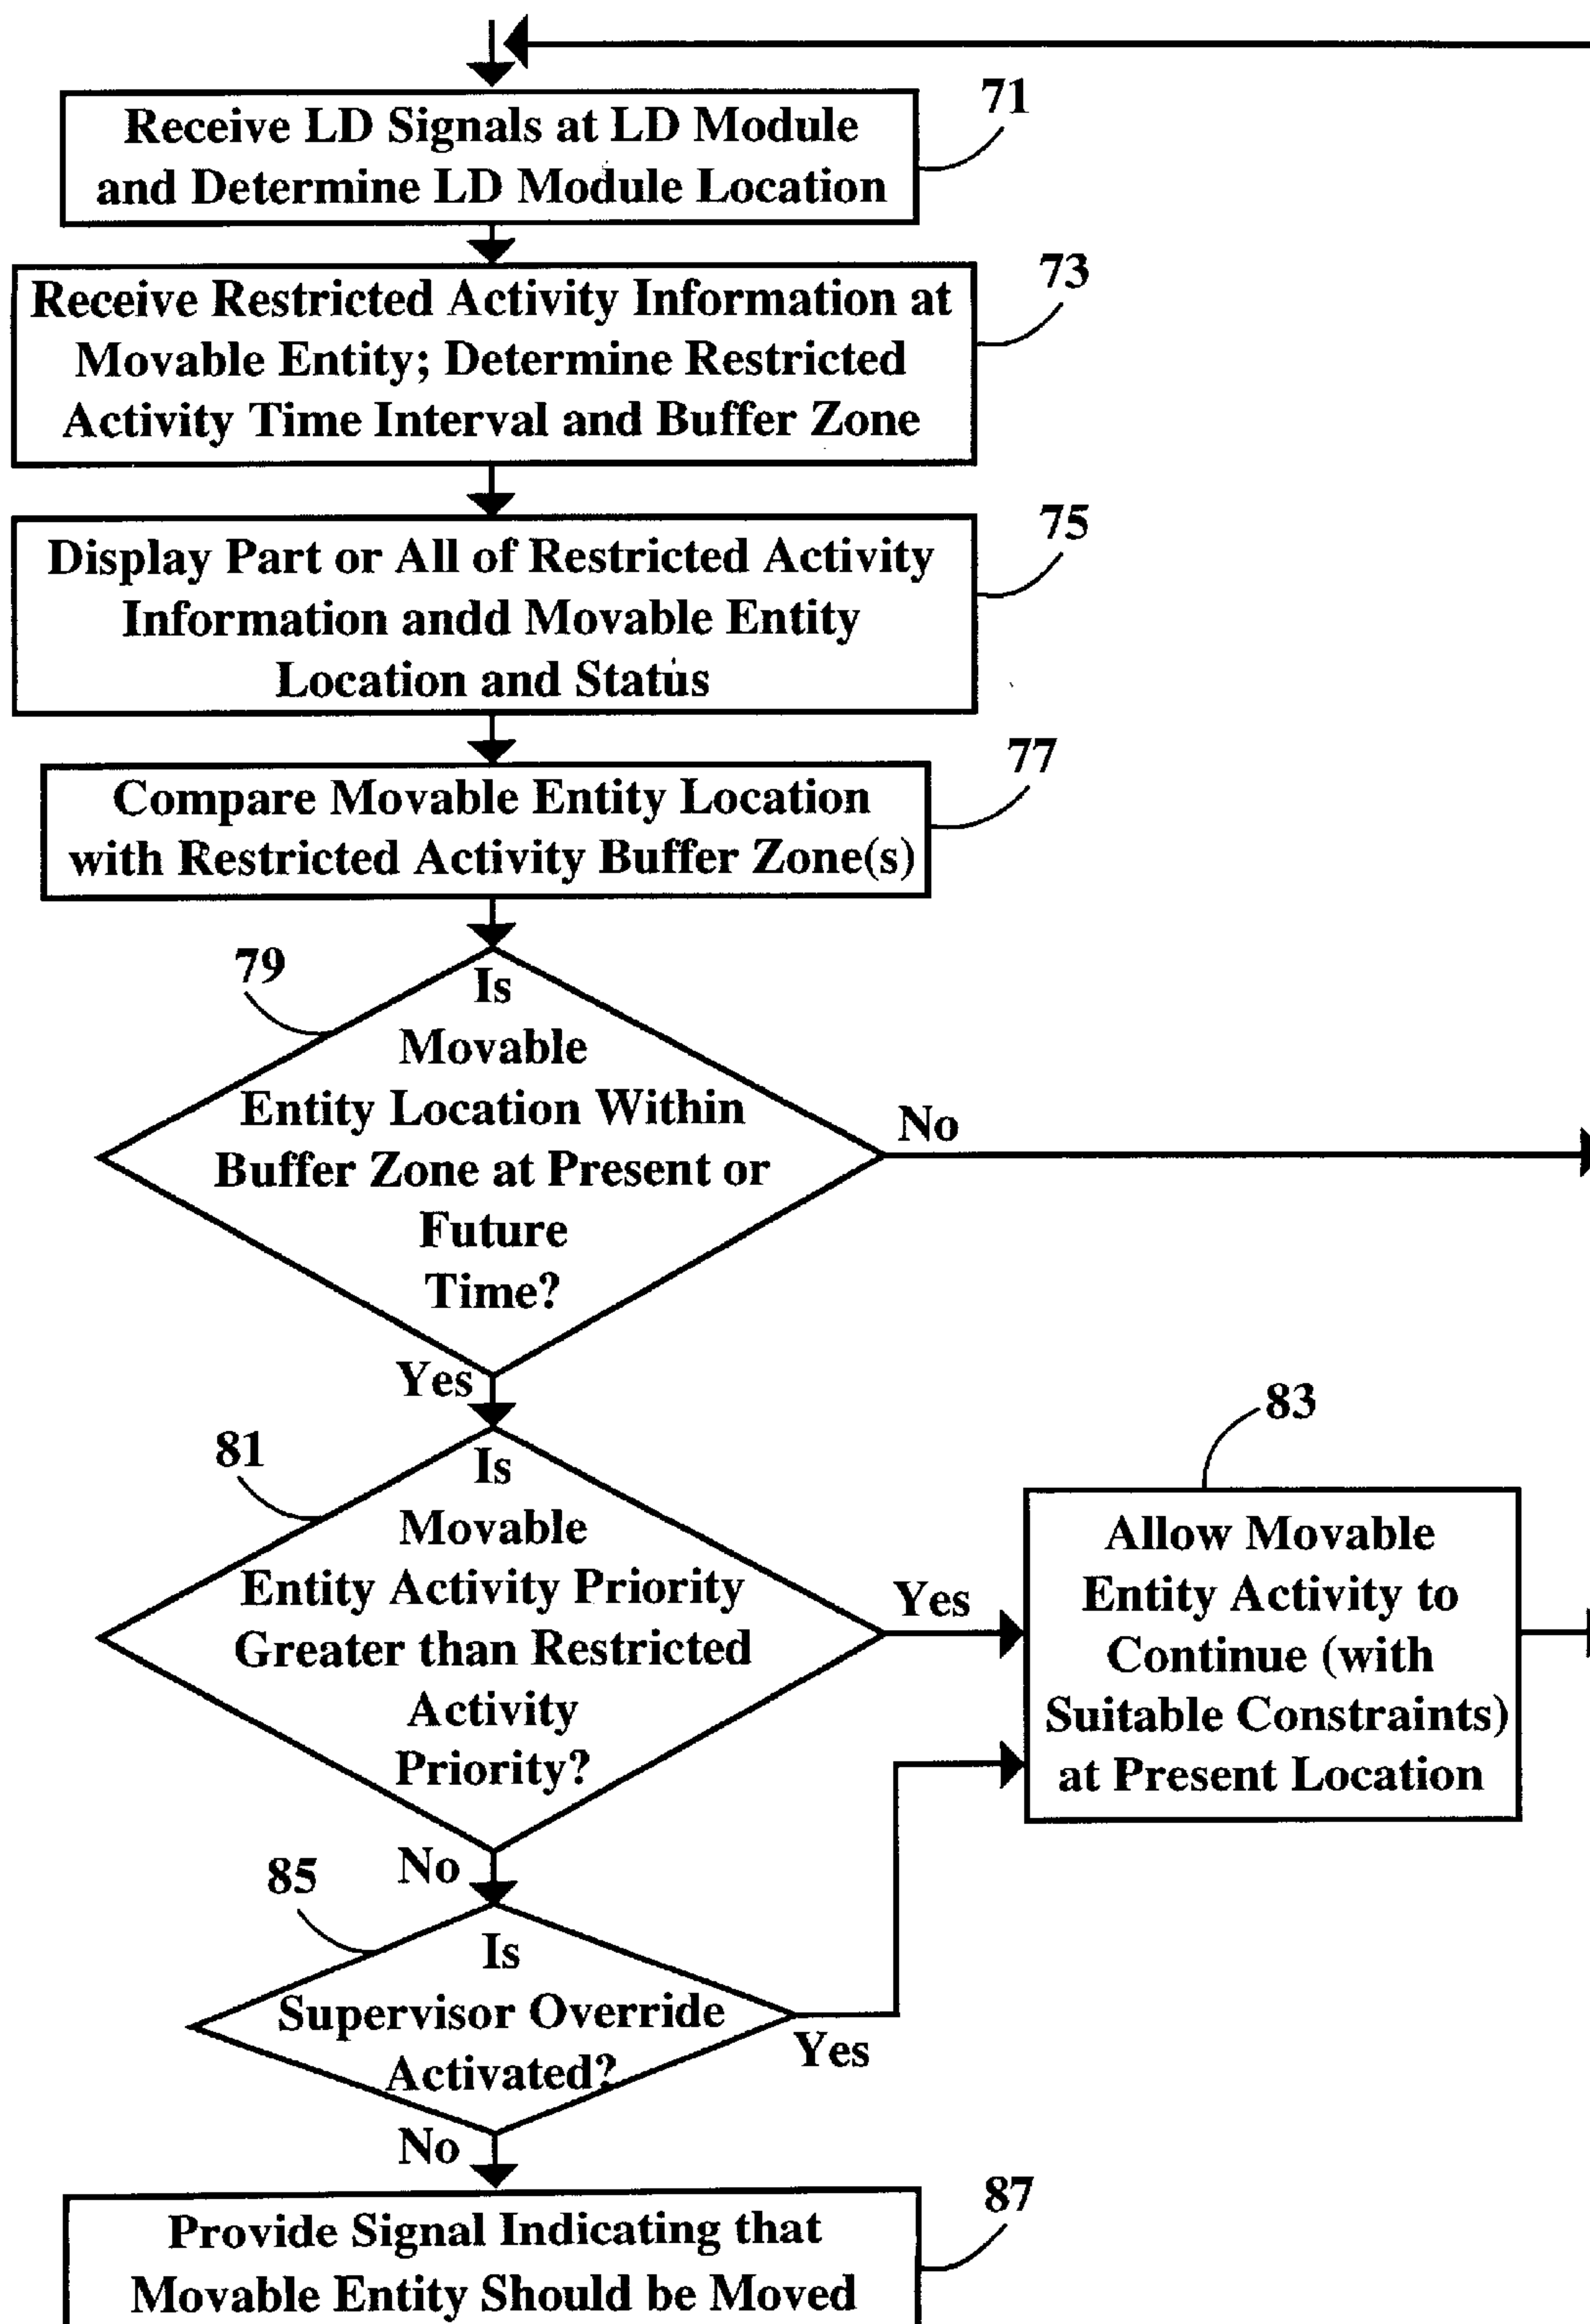 71
Receive LD Signals at LD Module
and Determine LD Module Location
73
Receive Restricted Activity Information at
Movable Entity; Determine Restricted
Activity Time Interval and Buffer Zone
75
Display Part or All of Restricted Activity
Information andd Movable Entity
Location and Status
77
Compare Movable Entity Location
with Restricted Activity Buffer Zone(s)
79
Is
Movable
Entity Location Within
Buffer Zone at Present or
Future
Time?
No
Yes
81
Is
Movable
Entity Activity Priority
Greater than Restricted
Activity
Priority?
Yes
83
Allow Movable
Entity Activity to
Continue (with
Suitable Constraints)
at Present Location
No
85
Is
Supervisor Override
Activated?
Yes
No
87
Provide Signal Indicating that
Movable Entity Should be Moved